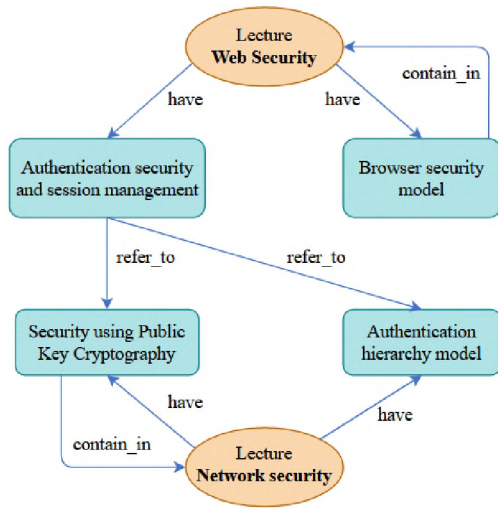 Lecture
Web Security
contain_in
have
have
Authentication security
and session management
Browser security
model
refer_to
refer_to
Security using Public
Key Cryptography
Authentication
hierarchy model
have
have
contain_in
Lecture
Network security